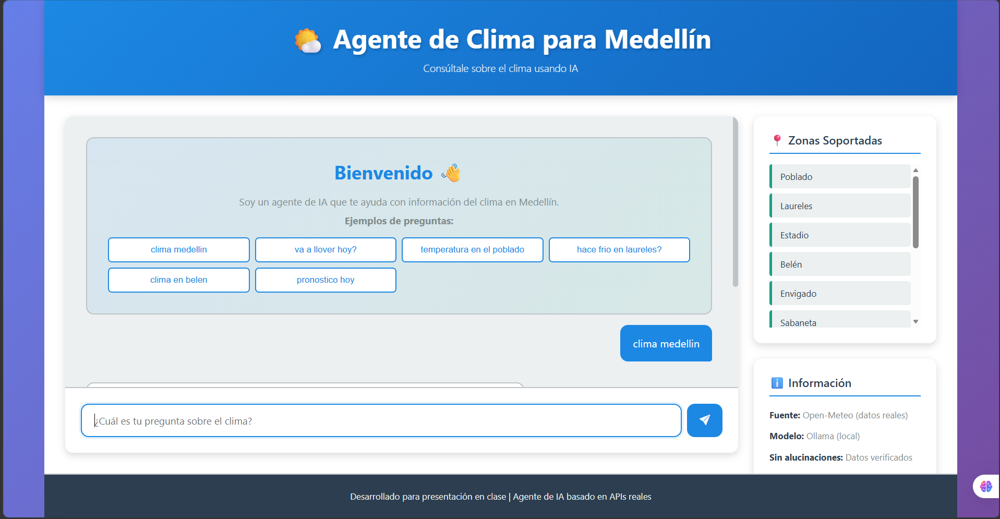 Agente de Clima para Medellín
Consúltale sobre el clima usando IA
Bienvenido
Soy un agente de IA que te ayuda con información del clima en Medellín.
Ejemplos de preguntas:
clima medellin
va a llover hoy?
temperatura en el poblado
hace frio en laureles?
clima en belen
pronostico hoy
clima medellin
¿Cuál es tu pregunta sobre el clima?
Zonas Soportadas
Poblado
Laureles
Estadio
Belén
Envigado
Sabaneta
Información
Fuente: Open-Meteo (datos reales)
Modelo: Ollama (local)
Sin alucinaciones: Datos verificados
Desarrollado para presentación en clase | Agente de IA basado en APIs reales